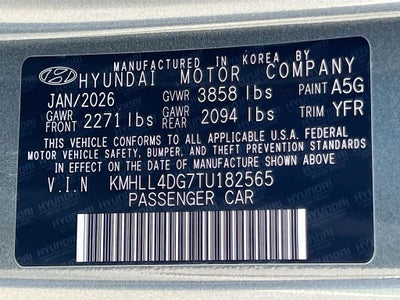 MANUFACTURED IN KOREA BY
HYUNDAI MOTOR COMPANY
JAN/2026 GVWR 3858 lbs PAINT A5G
GAWR FRONT 2271 lbs GAWR REAR 2094 lbs TRIM YFR
THIS VEHICLE CONFORMS TO ALL APPLICABLE U.S.A. FEDERAL
MOTOR VEHICLE SAFETY, BUMPER, AND THEFT PREVENTION STANDARDS
IN EFFECT ON THE DATE OF MANUFACTURE SHOWN ABOVE.
V.I.N KMHLL4DG7TU182565
PASSENGER CAR